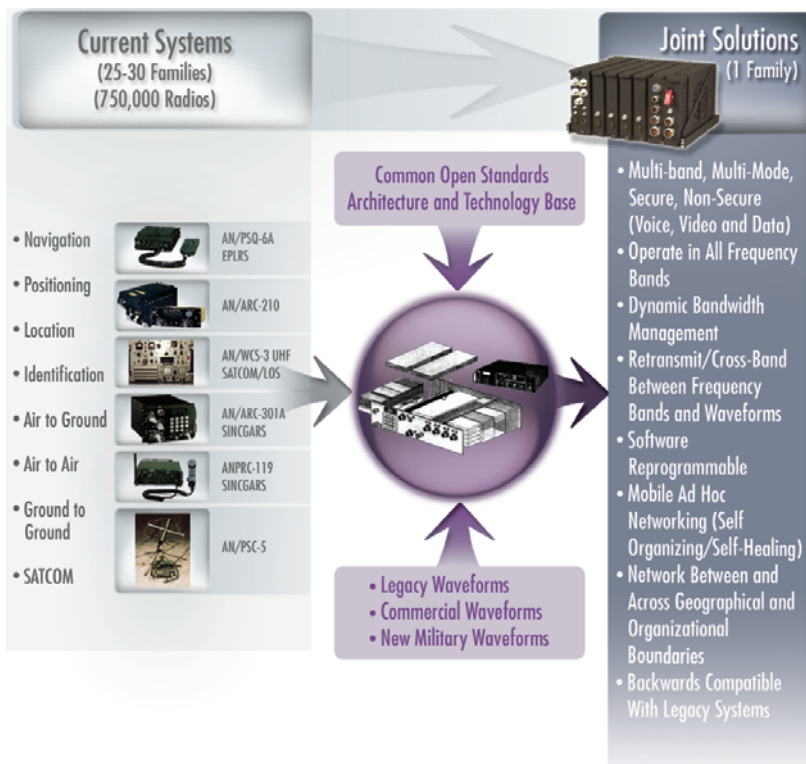 Current Systems
(25-30 Families)
(750,000 Radios)
Joint Solutions
(1 Family)
Common Open Standards
Architecture and Technology Base
• Navigation
• Positioning
• Location
• Identification
• Air to Ground
• Air to Air
• Ground to
Ground
• SATCOM
AN/PSQ-6A
EPLRS
AN/ARC-210
AN/WCS-3 UHF
SATCOM/LOS
AN/ARC-301A
SINCGARS
ANPRC-119
SINCGARS
AN/PSC-5
• Legacy Waveforms
• Commercial Waveforms
• New Military Waveforms
• Multi-band, Multi-Mode,
Secure, Non-Secure
(Voice, Video and Data)
• Operate in All Frequency
Bands
• Dynamic Bandwidth
Management
• Retransmit/Cross-Band
Between Frequency
Bands and Waveforms
• Software
Reprogrammable
• Mobile Ad Hoc
Networking (Self
Organizing/Self-Healing)
• Network Between and
Across Geographical and
Organizational
Boundaries
• Backwards Compatible
With Legacy Systems